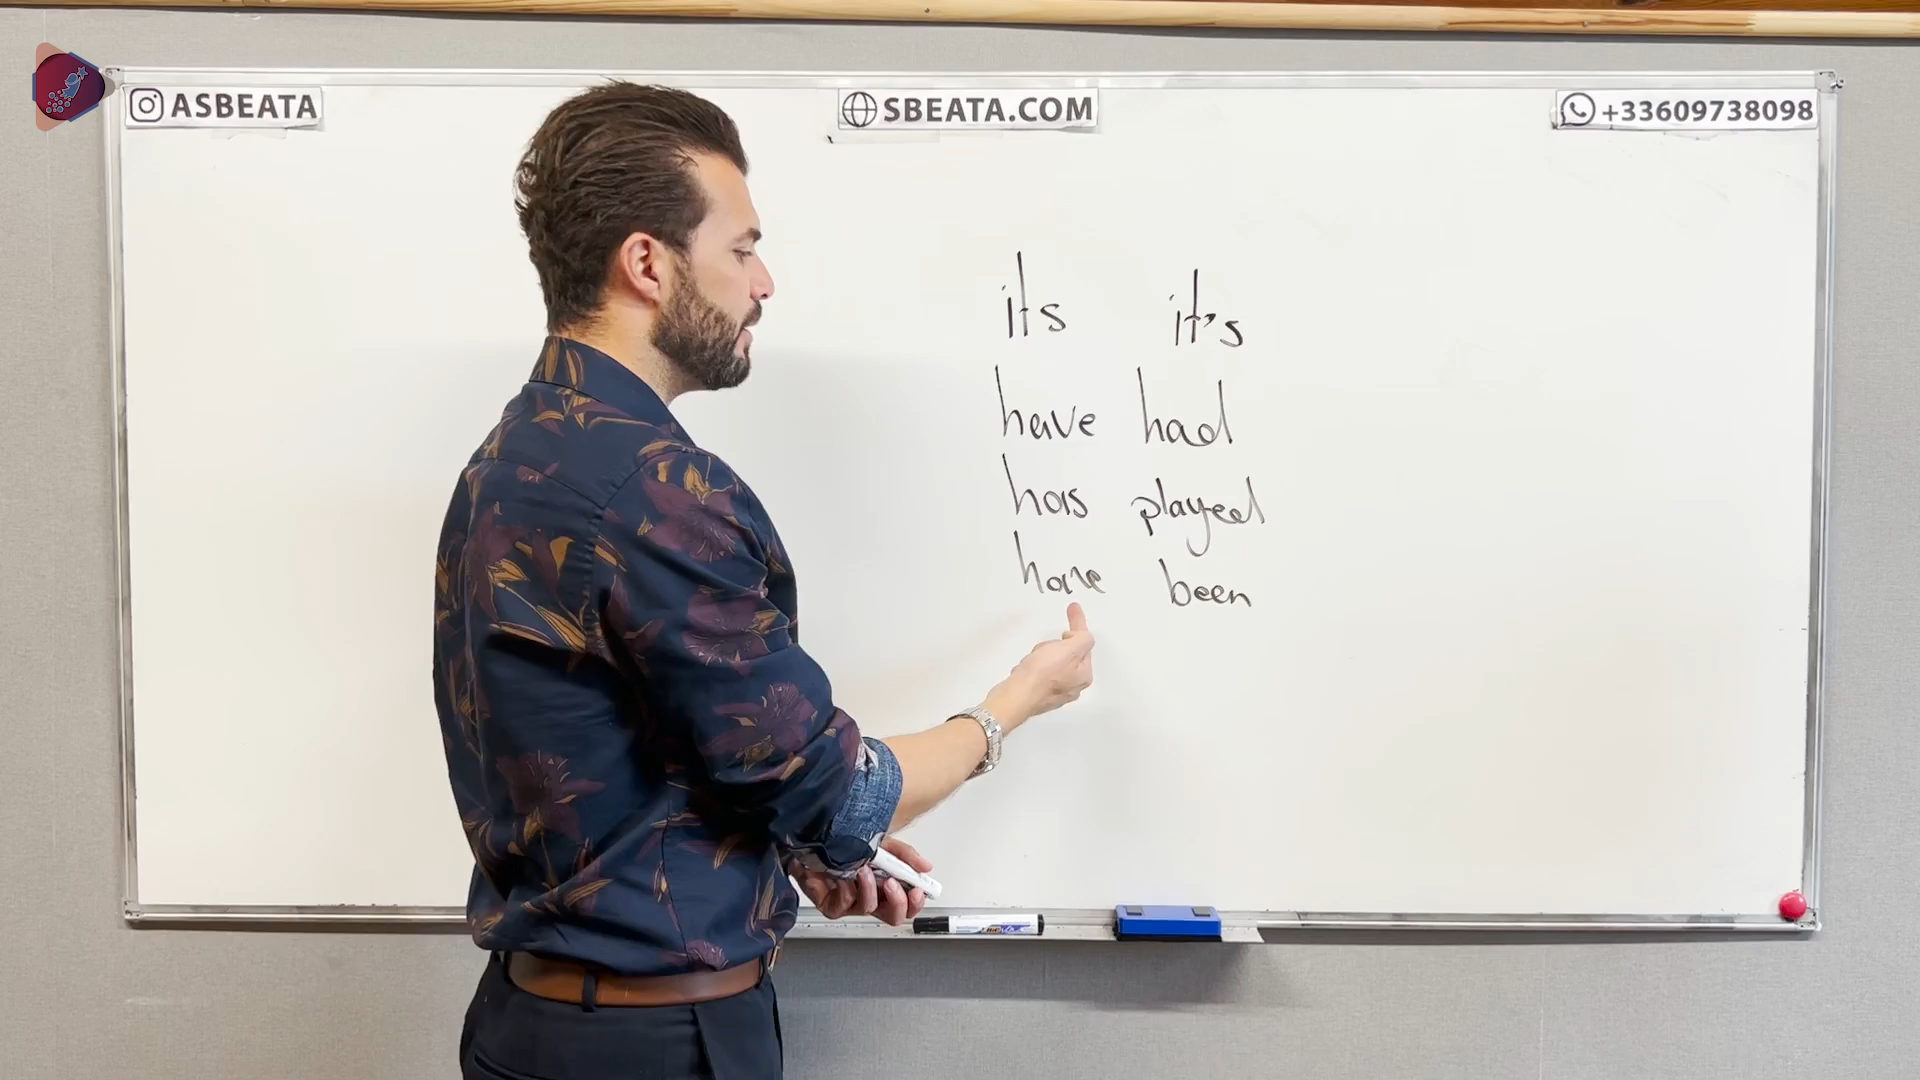 ASBEATA
SBEATA.COM
+33609738098
its it's
have had
has played
have been